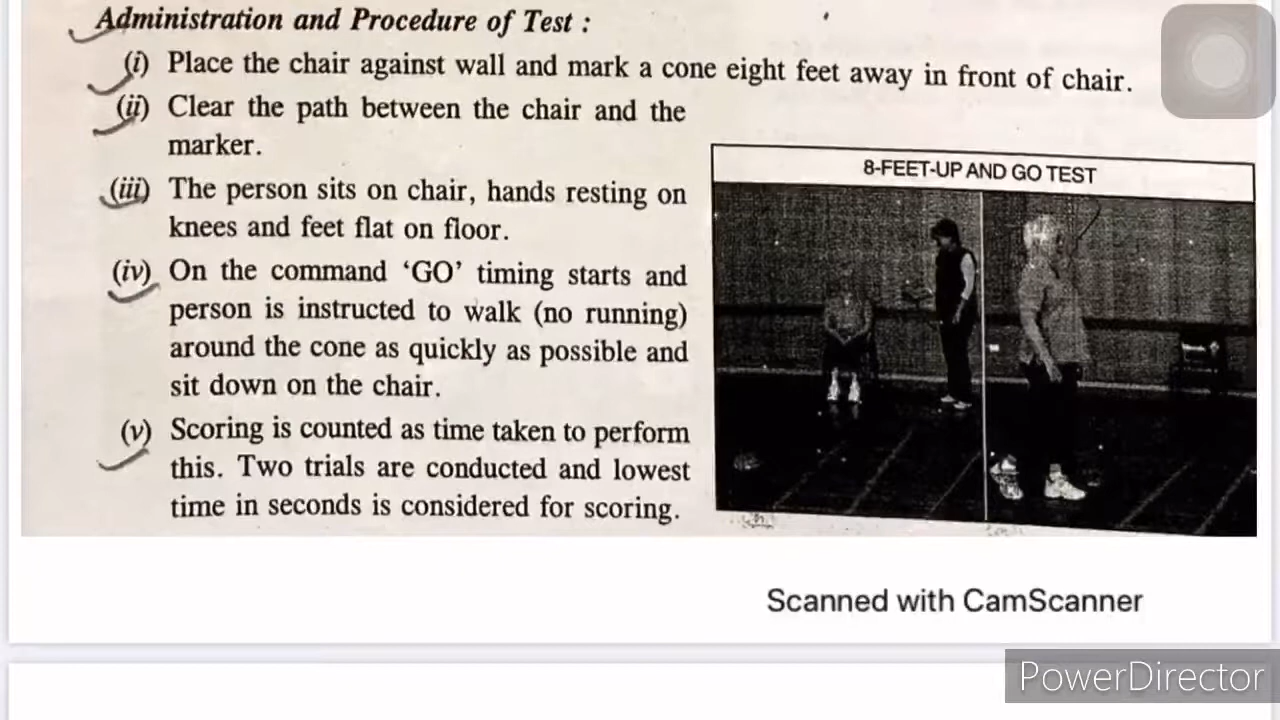 Administration and Procedure of Test :
(i) Place the chair against wall and mark a cone eight feet away in front of chair.
(ii) Clear the path between the chair and the
marker.
(iii) The person sits on chair, hands resting on
knees and feet flat on floor.
(iv) On the command ‘GO’ timing starts and
person is instructed to walk (no running)
around the cone as quickly as possible and
sit down on the chair.
(v) Scoring is counted as time taken to perform
this. Two trials are conducted and lowest
time in seconds is considered for scoring.
8-FEET-UP AND GO TEST
Scanned with CamScanner
PowerDirector